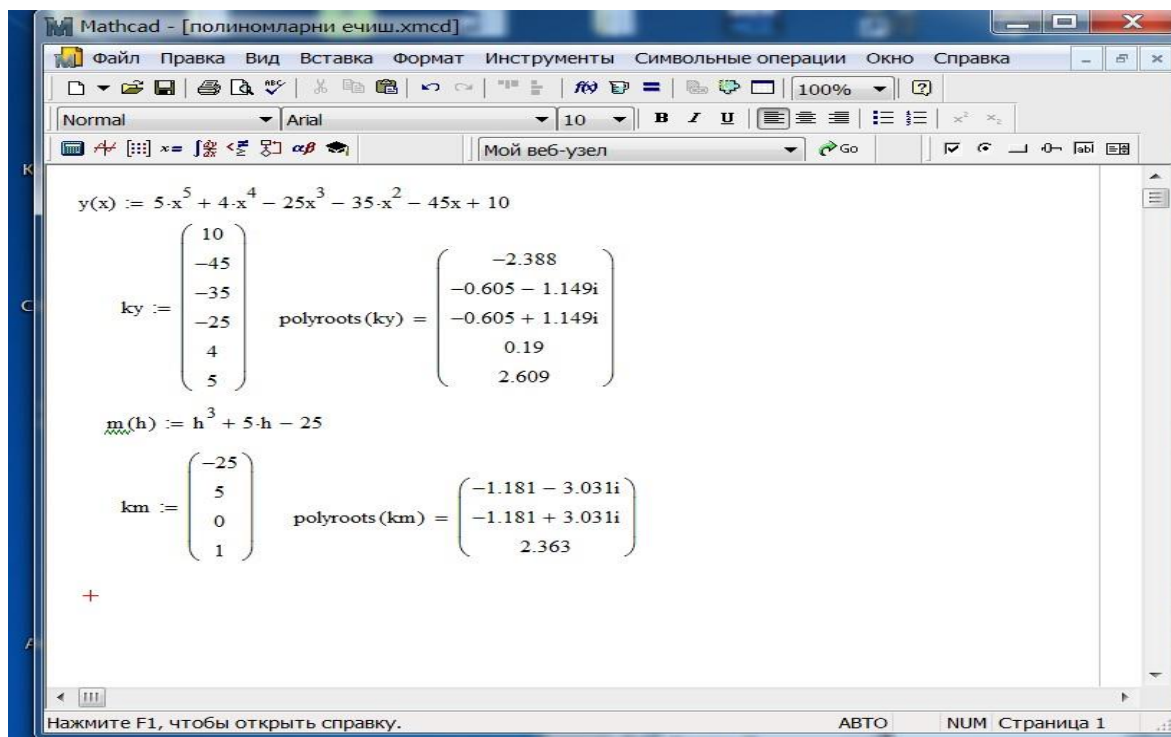 Mathcad - [полиномларни ечиш.xmcd]
Файл Правка Вид Вставка Формат Инструменты Символьные операции Окно Справка
100%
Normal Arial 10 B I U
Мой веб-узел Go
y(x) := 5·x^5 + 4·x^4 − 25x^3 − 35·x^2 − 45x + 10
10
−45
−35
ky := −25 polyroots(ky) =
4
5
−2.388
−0.605 − 1.149i
−0.605 + 1.149i
0.19
2.609
m(h) := h^3 + 5·h − 25
−25
5
km := 0 polyroots(km) =
1
−1.181 − 3.031i
−1.181 + 3.031i
2.363
Нажмите F1, чтобы открыть справку. АВТО NUM Страница 1